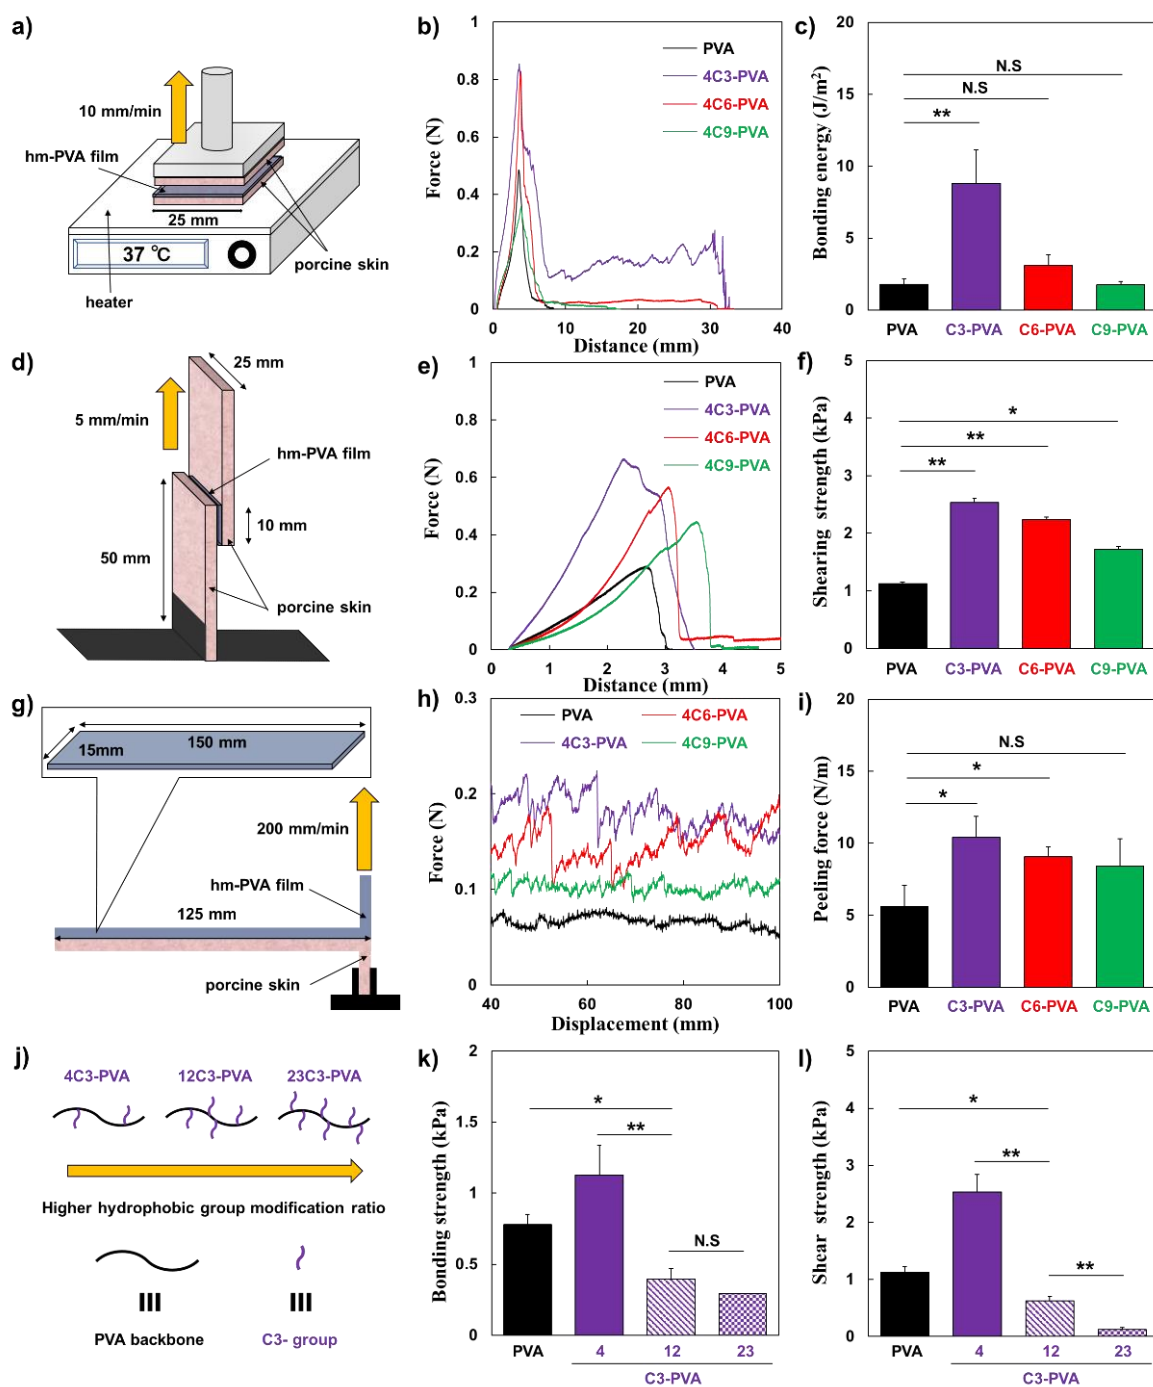 a)
10 mm/min
hm-PVA film
25 mm
37 °C
porcine skin
heater
b)
1
0.8
0.6
0.4
0.2
0
0
10
20
30
40
Force (N)
Distance (mm)
PVA
4C3-PVA
4C6-PVA
4C9-PVA
c)
20
15
10
5
0
Bonding energy (J/m²)
N.S
N.S
**
PVA
C3-PVA
C6-PVA
C9-PVA
d)
25 mm
5 mm/min
hm-PVA film
10 mm
50 mm
porcine skin
e)
1
0.8
0.6
0.4
0.2
0
0
1
2
3
4
5
Force (N)
Distance (mm)
PVA
4C3-PVA
4C6-PVA
4C9-PVA
f)
5
4
3
2
1
0
Shearing strength (kPa)
*
**
**
PVA
C3-PVA
C6-PVA
C9-PVA
g)
150 mm
15mm
200 mm/min
hm-PVA film
125 mm
porcine skin
h)
0.3
0.2
0.1
0
40
60
80
100
Force (N)
Displacement (mm)
PVA
4C6-PVA
4C3-PVA
4C9-PVA
i)
20
15
10
5
0
Peeling force (N/m)
N.S
*
*
PVA
C3-PVA
C6-PVA
C9-PVA
j)
4C3-PVA
12C3-PVA
23C3-PVA
Higher hydrophobic group modification ratio
PVA backbone
C3- group
k)
2
1.5
1
0.5
0
Bonding strength (kPa)
*
**
N.S
PVA
4
12
23
C3-PVA
l)
5
4
3
2
1
0
Shear strength (kPa)
*
**
**
PVA
4
12
23
C3-PVA